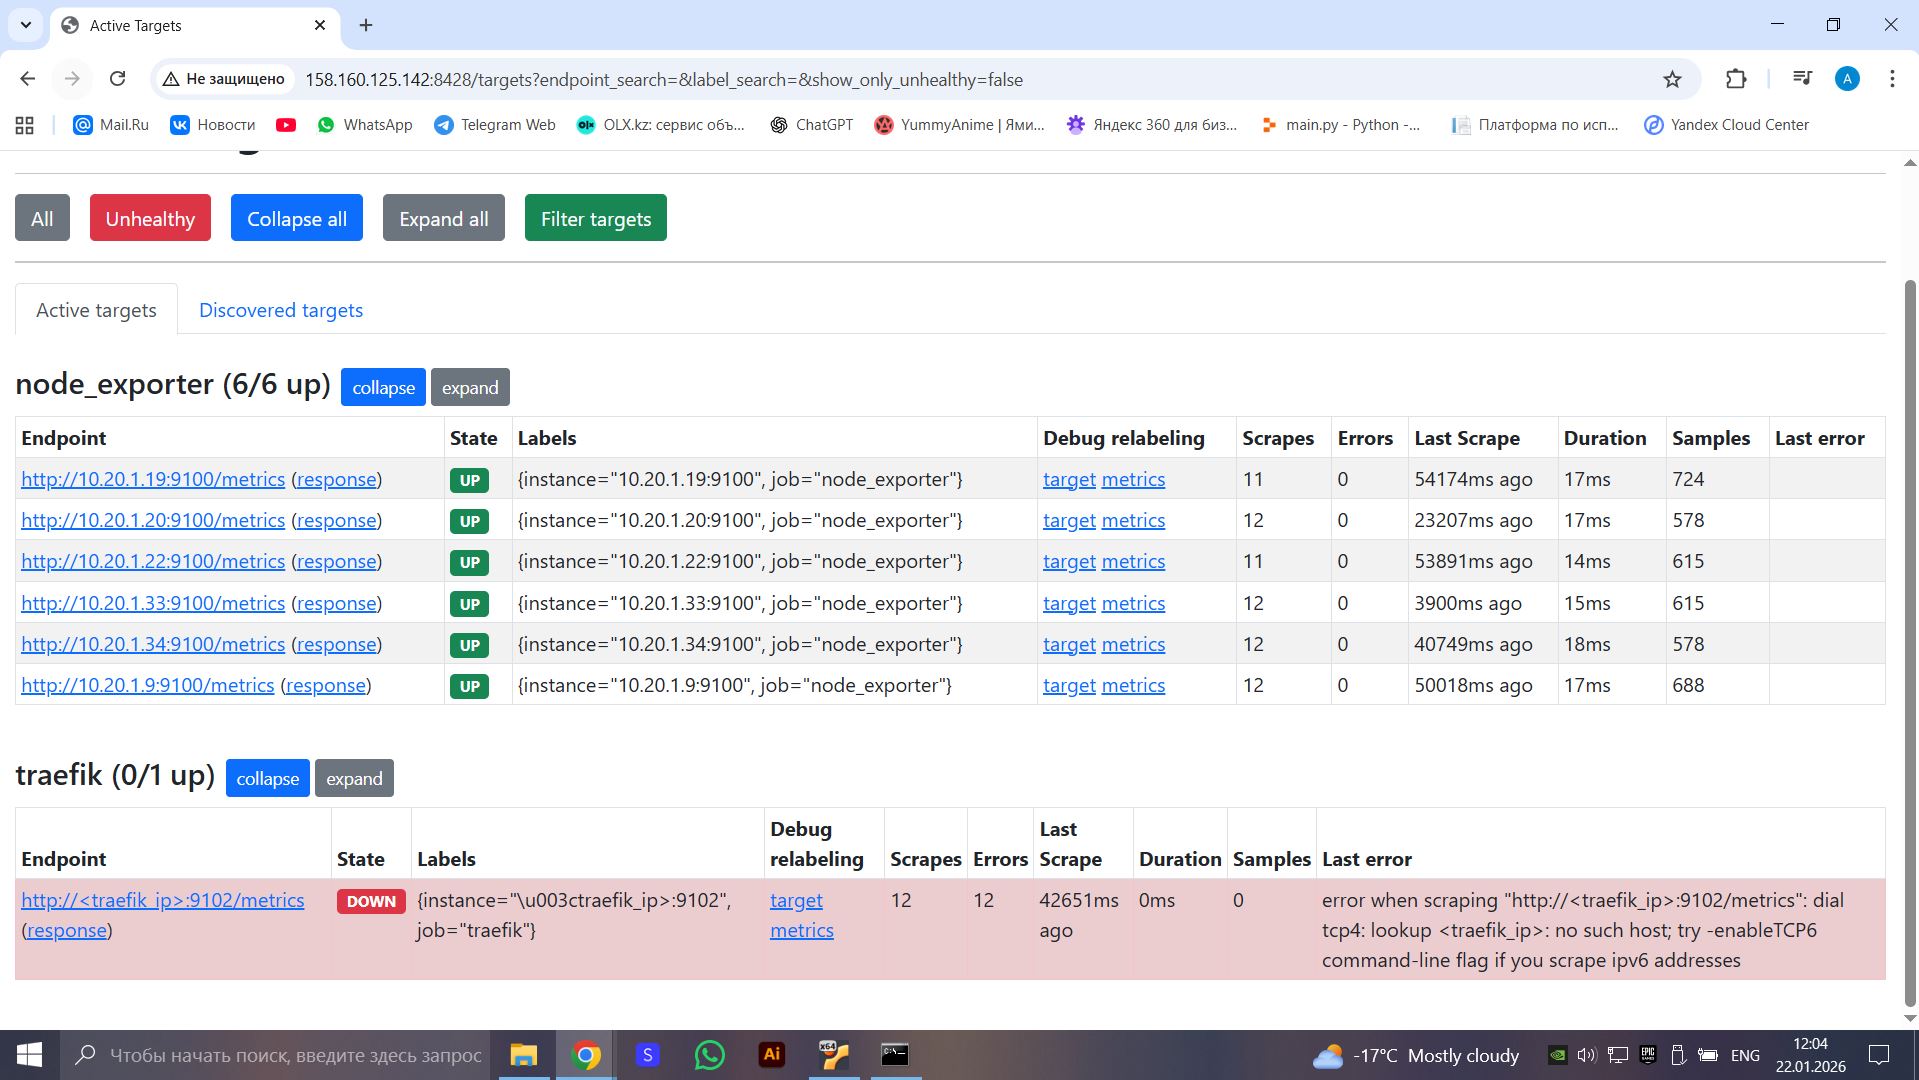 Active Targets
Не защищено
158.160.125.142:8428/targets?endpoint_search=&label_search=&show_only_unhealthy=false
A
Mail.Ru
Новости
WhatsApp
Telegram Web
OLX.kz: сервис объ...
ChatGPT
YummyAnime | Ями...
Яндекс 360 для биз...
main.py - Python -...
Платформа по исп...
Yandex Cloud Center
All Unhealthy Collapse all Expand all Filter targets
Active targets Discovered targets
node_exporter (6/6 up) collapse expand
Endpoint State Labels Debug relabeling Scrapes Errors Last Scrape Duration Samples Last error
http://10.20.1.19:9100/metrics (response) UP {instance="10.20.1.19:9100", job="node_exporter"} target metrics 11 0 54174ms ago 17ms 724
http://10.20.1.20:9100/metrics (response) UP {instance="10.20.1.20:9100", job="node_exporter"} target metrics 12 0 23207ms ago 17ms 578
http://10.20.1.22:9100/metrics (response) UP {instance="10.20.1.22:9100", job="node_exporter"} target metrics 11 0 53891ms ago 14ms 615
http://10.20.1.33:9100/metrics (response) UP {instance="10.20.1.33:9100", job="node_exporter"} target metrics 12 0 3900ms ago 15ms 615
http://10.20.1.34:9100/metrics (response) UP {instance="10.20.1.34:9100", job="node_exporter"} target metrics 12 0 40749ms ago 18ms 578
http://10.20.1.9:9100/metrics (response) UP {instance="10.20.1.9:9100", job="node_exporter"} target metrics 12 0 50018ms ago 17ms 688
traefik (0/1 up) collapse expand
Endpoint State Labels Debug relabeling Scrapes Errors Last Scrape Duration Samples Last error
http://<traefik_ip>:9102/metrics
(response)
DOWN
{instance="\u003ctraefik_ip>:9102",
job="traefik"}
target
metrics
12
12
42651ms
ago
0ms
0
error when scraping "http://<traefik_ip>:9102/metrics": dial
tcp4: lookup <traefik_ip>: no such host; try -enableTCP6
command-line flag if you scrape ipv6 addresses
Чтобы начать поиск, введите здесь запрос
S
Ai
x64
-17°C Mostly cloudy
ENG
12:04
22.01.2026